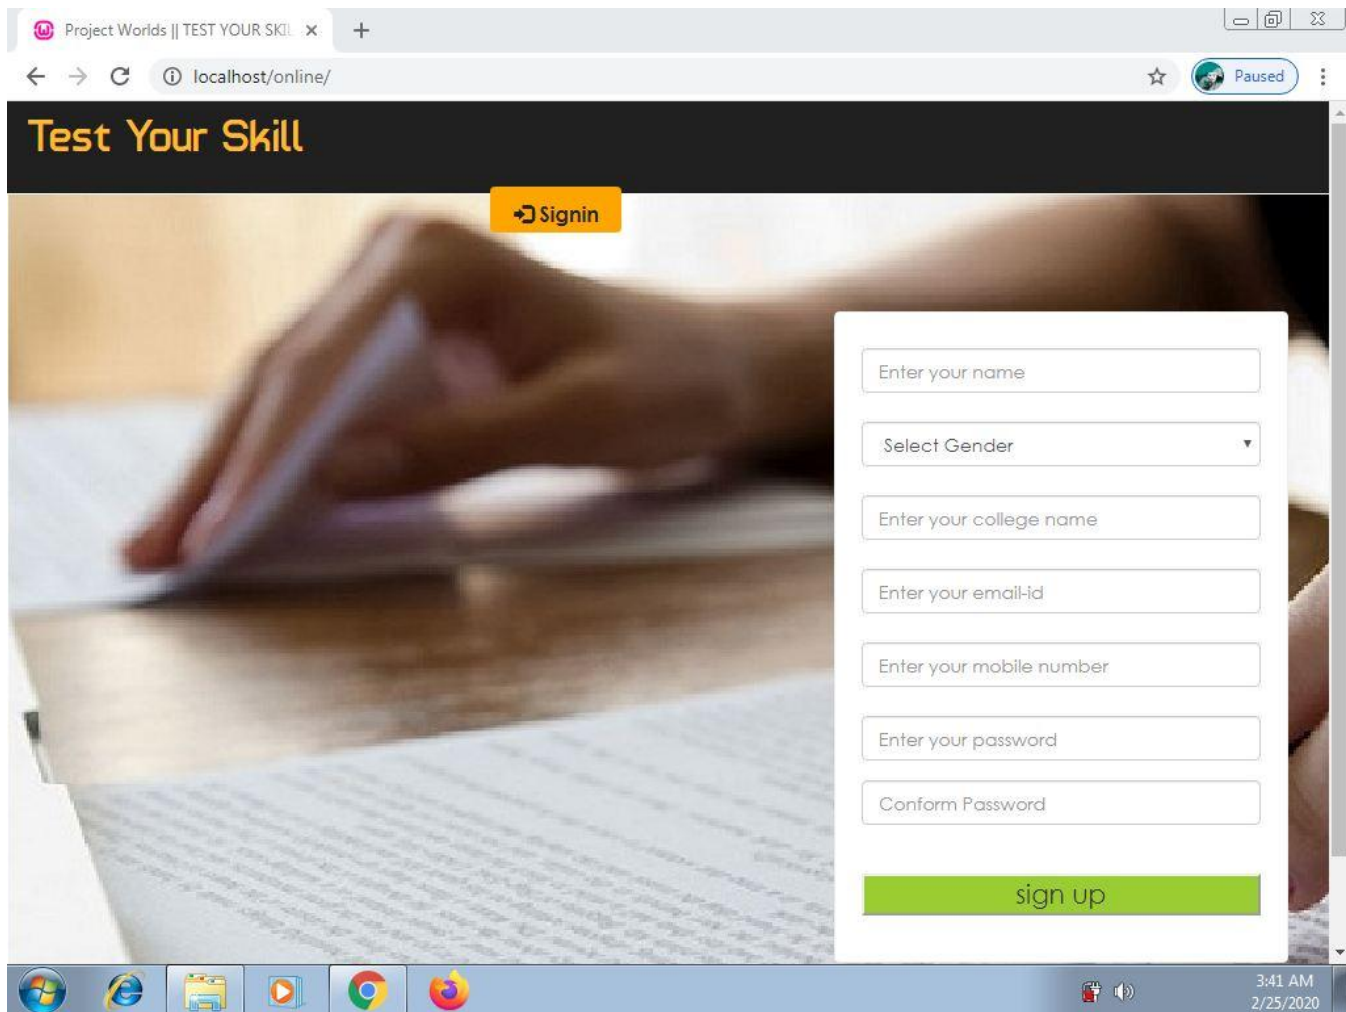 Project Worlds || TEST YOUR SKIL
localhost/online/
Paused
Test Your Skill
Signin
Enter your name
Select Gender
Enter your college name
Enter your email-id
Enter your mobile number
Enter your password
Conform Password
sign up
3:41 AM
2/25/2020